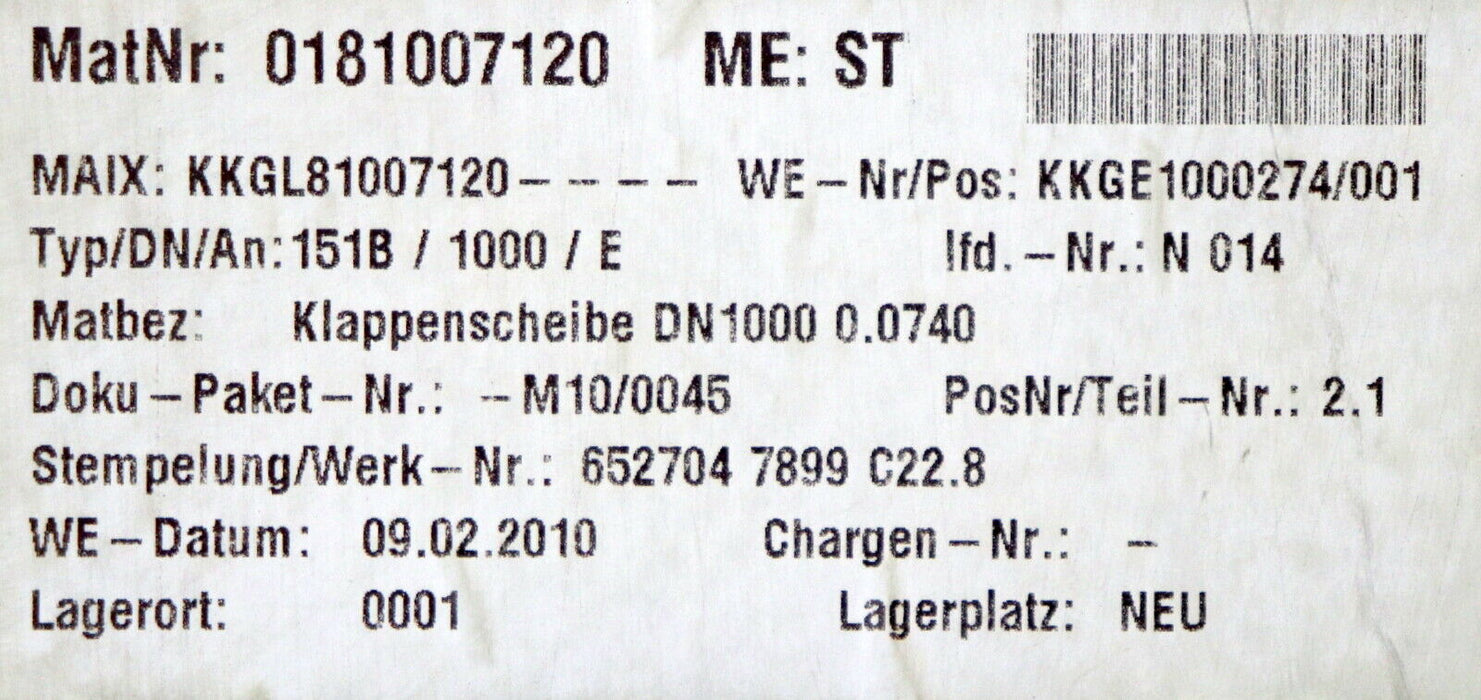 MatNr: 0181007120 ME: ST
MAIX: KKGL81007120- - - - WE-Nr/Pos: KKGE1000274/001
Typ/DN/An: 151B / 1000 / E lfd.-Nr.: N 014
Matbez: Klappenscheibe DN1000 0.0740
Doku-Paket-Nr.: -M10/0045 PosNr/Teil-Nr.: 2.1
Stempelung/Werk-Nr.: 652704 7899 C22.8
WE-Datum: 09.02.2010 Chargen-Nr.: -
Lagerort: 0001 Lagerplatz: NEU